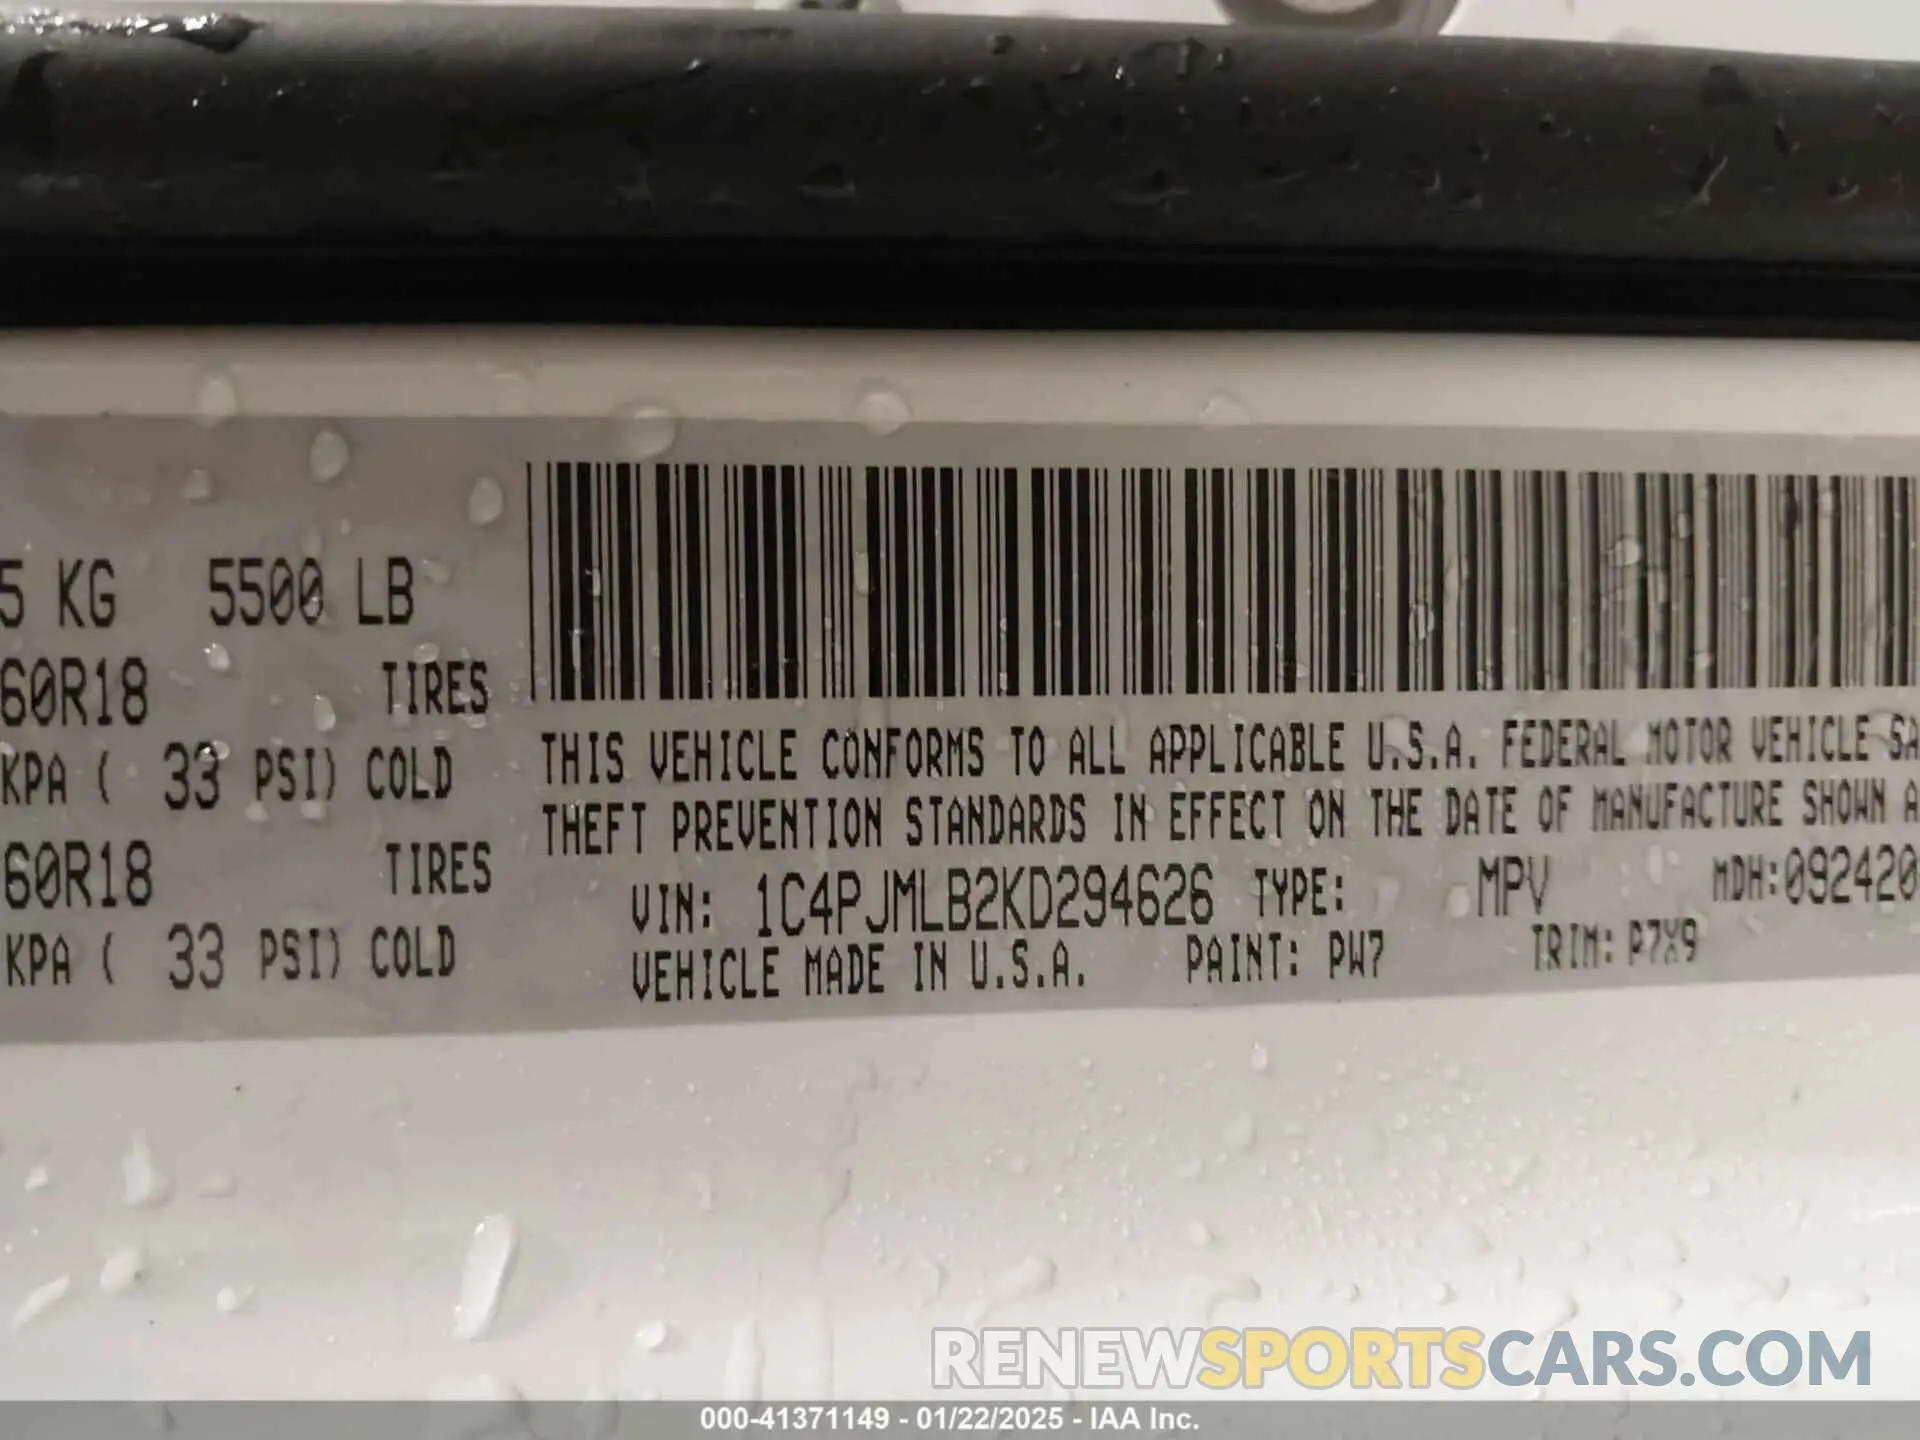 5 KG 5500 LB
60R18 TIRES
KPA ( 33 PSI) COLD
60R18 TIRES
KPA ( 33 PSI) COLD
THIS VEHICLE CONFORMS TO ALL APPLICABLE U.S.A. FEDERAL MOTOR VEHICLE SA
THEFT PREVENTION STANDARDS IN EFFECT ON THE DATE OF MANUFACTURE SHOWN A
VIN: 1C4PJMLB2KD294626 TYPE: MPV MDH:092420
VEHICLE MADE IN U.S.A. PAINT: PW7 TRIM: P7X9
RENEWSPORTSCARS.COM
000-41371149 - 01/22/2025 - IAA Inc.